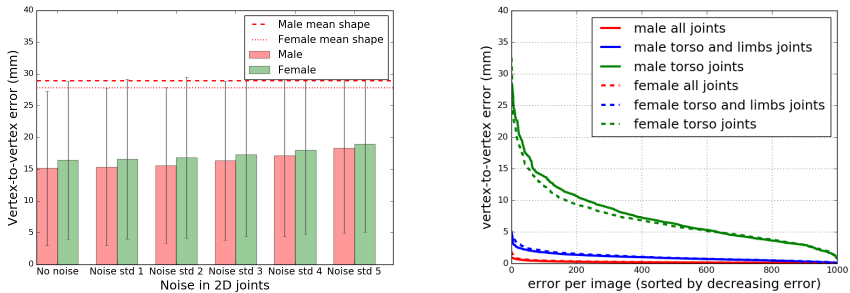 40
35
30
25
20
15
10
5
0
Vertex-to-vertex error (mm)
Male mean shape
Female mean shape
Male
Female
No noise Noise std 1 Noise std 2 Noise std 3 Noise std 4 Noise std 5
Noise in 2D joints
40
35
30
25
20
15
10
5
0
vertex-to-vertex error (mm)
male all joints
male torso and limbs joints
male torso joints
female all joints
female torso and limbs joints
female torso joints
0 200 400 600 800 1000
error per image (sorted by decreasing error)